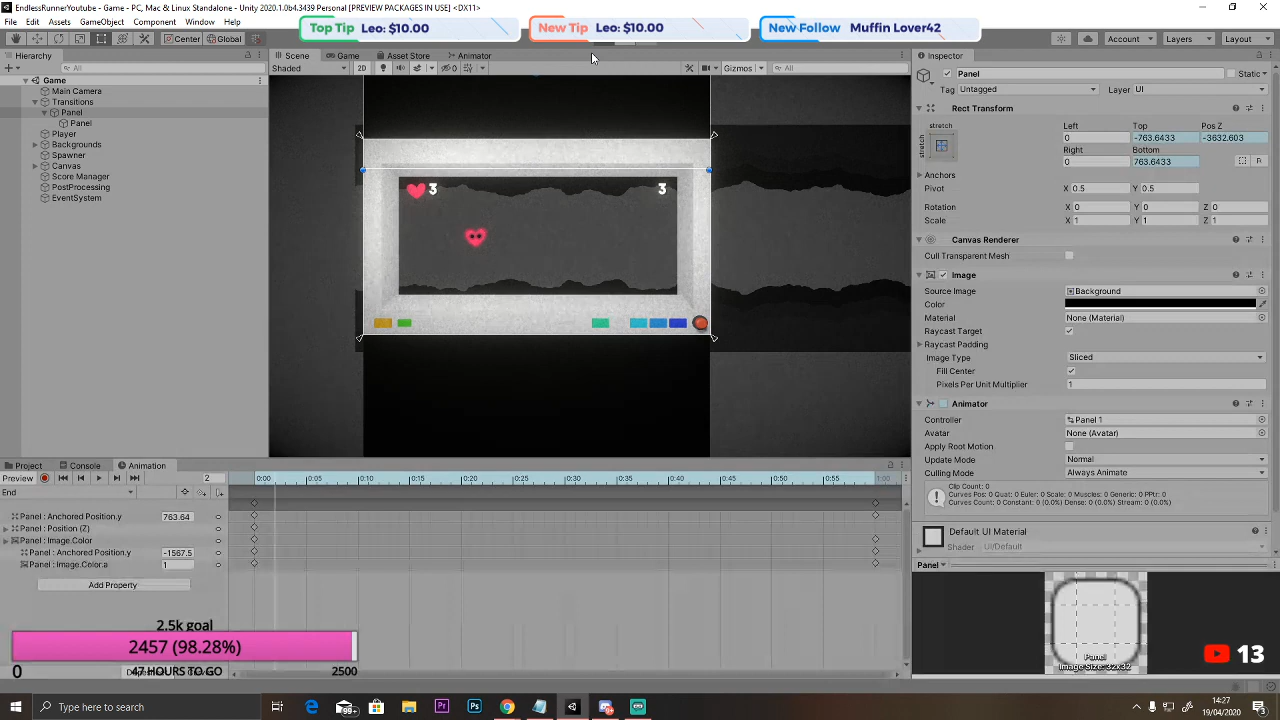 EndlessRunnerYoutube - Game - PC, Mac & Linux Standalone - Unity 2020.1.0b4.3439 Personal [PREVIEW PACKAGES IN USE] <DX11>
Top Tip Leo: $10.00
New Tip Leo: $10.00
New Follow Muffin Lover42
Center Global
Account Layers Layout
Hierarchy
Scene Game Asset Store Animator
Inspector
All
Shaded 2D 0 Gizmos All
Game
Main Camera
Transitions
Panel
Panel
Player
Backgrounds
Spawner
Canvas
Score Manager
PostProcessing
EventSystem
3
3
Panel Static
Tag Untagged Layer UI
Rect Transform
stretch Left Top Pos Z
stretch
0 -763.6433 -3632.603
Right Bottom
0 763.6433 R
Anchors
Pivot X 0.5 Y 0.5
Rotation X 0 Y 0 Z 0
Scale X 1 Y 1 Z 1
Canvas Renderer
Cull Transparent Mesh
Image
Source Image Background
Color
Material None (Material)
Raycast Target
Raycast Padding
Image Type Sliced
Fill Center
Pixels Per Unit Multiplier 1
Animator
Controller Panel 1
Avatar None (Avatar)
Apply Root Motion
Update Mode Normal
Culling Mode Always Animate
Clip Count: 0
Curves Pos: 0 Quat: 0 Euler: 0 Scale: 0 Muscles: 0 Generic: 0 PPtr: 0
Curves Count: 0 Constant: 0 (0.0%) Dense: 0 (0.0%) Stream: 0 (0.0%)
Default UI Material
Shader UI/Default
Panel
Panel
Image Size: 32x32
13
Project Console Animation
Preview 2
0:00 0:05 0:10 0:15 0:20 0:25 0:30 0:35 0:40 0:45 0:50 0:55 1:00
End
Panel : Anchored Position.y 763.64
Panel : Position (Z)
Panel : Image.Color
Panel : Anchored Position.y -1567.5
Panel : Image.Color.a 1
Add Property
2.5k goal
2457 (98.28%)
0 47 HOURS TO GO 2500
Type here to search
99+
14:27
19/04/2020